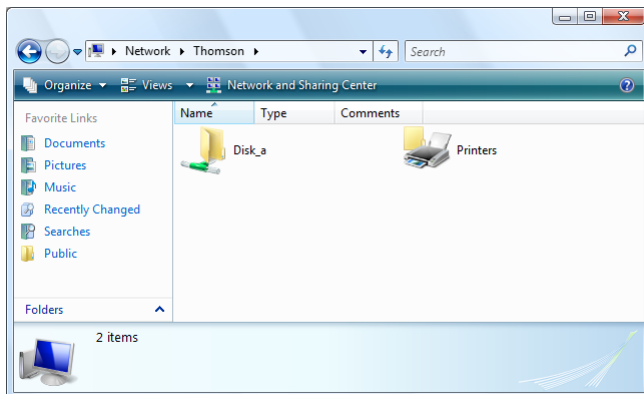 Network Thomson Search
Organize Views Network and Sharing Center
Favorite Links
Documents
Pictures
Music
Recently Changed
Searches
Public
Folders
Name Type Comments
Disk_a Printers
2 items